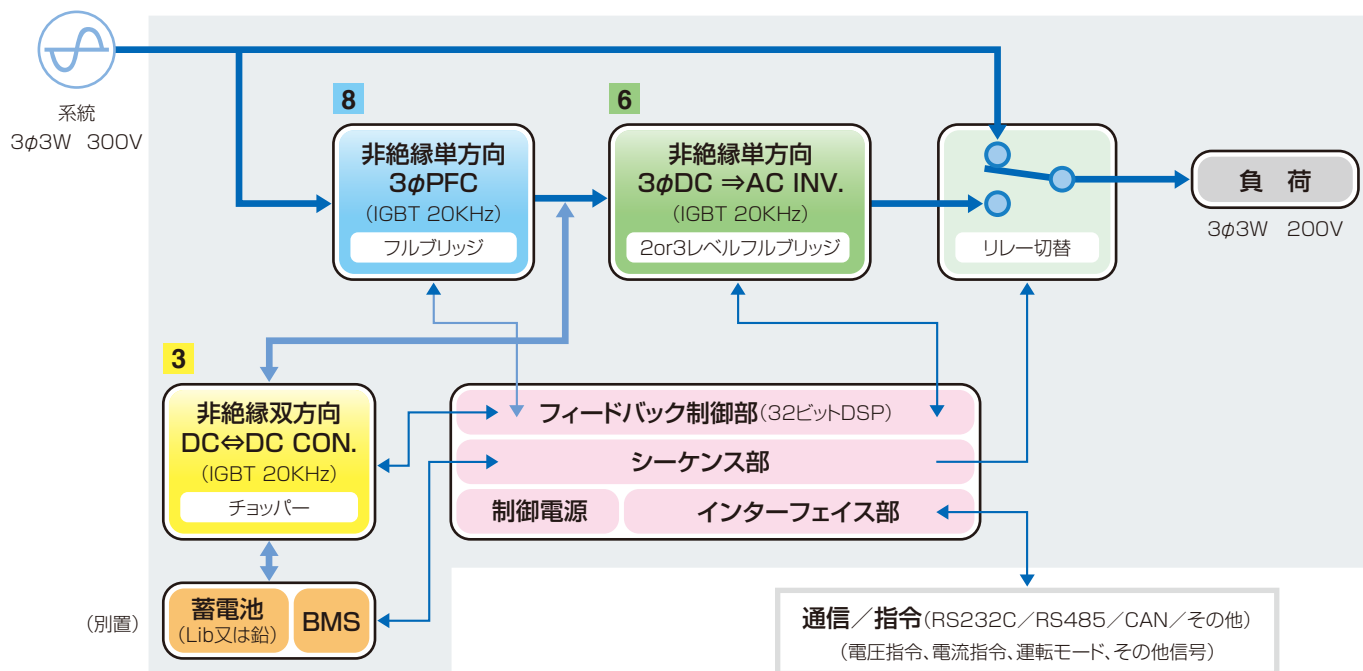 系統
3φ3W 300V
8
非絶縁単方向
3φPFC
(IGBT 20KHz)
フルブリッジ
6
非絶縁単方向
3φDC ⇒AC INV.
(IGBT 20KHz)
2or3レベルフルブリッジ
リレー切替
負 荷
3φ3W 200V
3
非絶縁双方向
DC⇔DC CON.
(IGBT 20KHz)
チョッパー
フィードバック制御部(32ビットDSP)
シーケンス部
制御電源
インターフェイス部
(別置)
蓄電池
(Lib又は鉛)
BMS
通信／指令(RS232C／RS485／CAN／その他)
(電圧指令、電流指令、運転モード、その他信号)